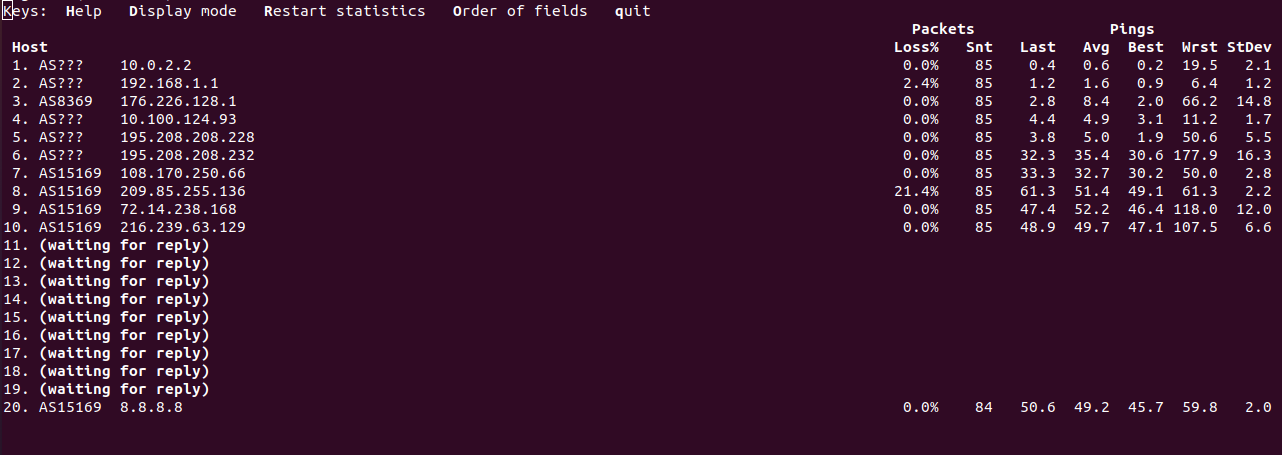 Keys:  Help   Display mode   Restart statistics   Order of fields   quit
Packets               Pings
Host   Loss%   Snt   Last   Avg  Best  Wrst StDev
1. AS???    10.0.2.2   0.0%    85    0.4   0.6   0.2  19.5   2.1
2. AS???    192.168.1.1   2.4%    85    1.2   1.6   0.9   6.4   1.2
3. AS8369   176.226.128.1   0.0%    85    2.8   8.4   2.0  66.2  14.8
4. AS???    10.100.124.93   0.0%    85    4.4   4.9   3.1  11.2   1.7
5. AS???    195.208.208.228   0.0%    85    3.8   5.0   1.9  50.6   5.5
6. AS???    195.208.208.232   0.0%    85   32.3  35.4  30.6 177.9  16.3
7. AS15169  108.170.250.66   0.0%    85   33.3  32.7  30.2  50.0   2.8
8. AS15169  209.85.255.136   21.4%    85   61.3  51.4  49.1  61.3   2.2
9. AS15169  72.14.238.168   0.0%    85   47.4  52.2  46.4 118.0  12.0
10. AS15169  216.239.63.129   0.0%    85   48.9  49.7  47.1 107.5   6.6
11. (waiting for reply)
12. (waiting for reply)
13. (waiting for reply)
14. (waiting for reply)
15. (waiting for reply)
16. (waiting for reply)
17. (waiting for reply)
18. (waiting for reply)
19. (waiting for reply)
20. AS15169  8.8.8.8   0.0%    84   50.6  49.2  45.7  59.8   2.0